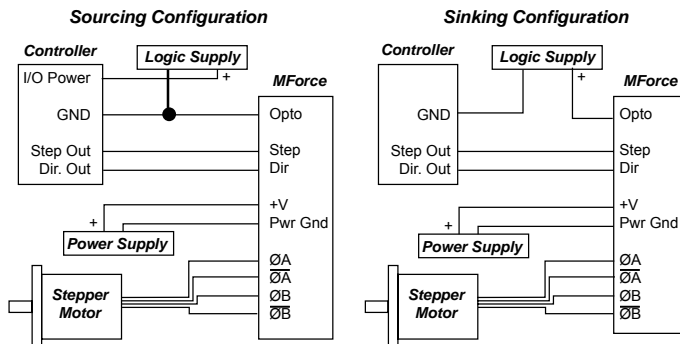 Sourcing Configuration
Controller
Logic Supply
+
I/O Power
MForce
GND
Opto
Step Out
Step
Dir. Out
Dir
+V
+
Pwr Gnd
Power Supply
ØA
Stepper
Motor
ØA̅
ØB
ØB̅
Sinking Configuration
Controller
Logic Supply
+
MForce
GND
Opto
Step Out
Step
Dir. Out
Dir
+V
+
Pwr Gnd
Power Supply
ØA
Stepper
Motor
ØA̅
ØB
ØB̅